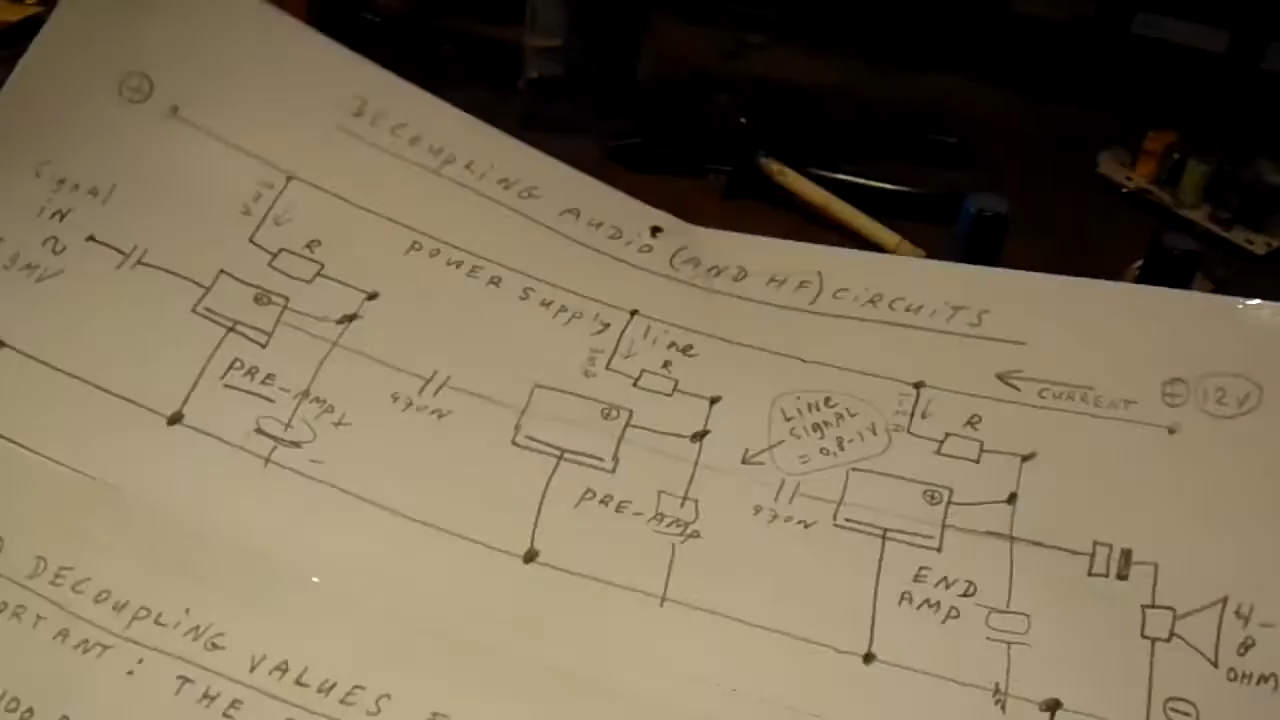 DECOUPLING AUDIO (AND HF) CIRCUITS
+
Signal
IN
~
R
POWER SUPPLY
Line
R
LINE
SIGNAL
= 0,8-1V
CURRENT
+ 12V
R
+
PRE-AMP
+
-
470N
+
PRE-AMP
470N
+
END
AMP
4-
8
OHM
-
DECOUPLING VALUES
ORTANT: THE